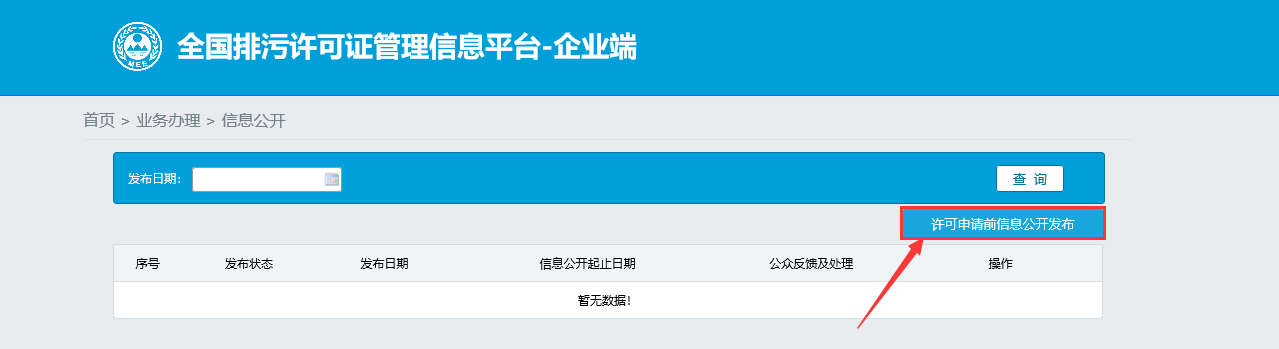 MEE
全国排污许可证管理信息平台-企业端
首页 > 业务办理 > 信息公开
发布日期: 查 询
许可申请前信息公开发布
序号 发布状态 发布日期 信息公开起止日期 公众反馈及处理 操作
暂无数据!